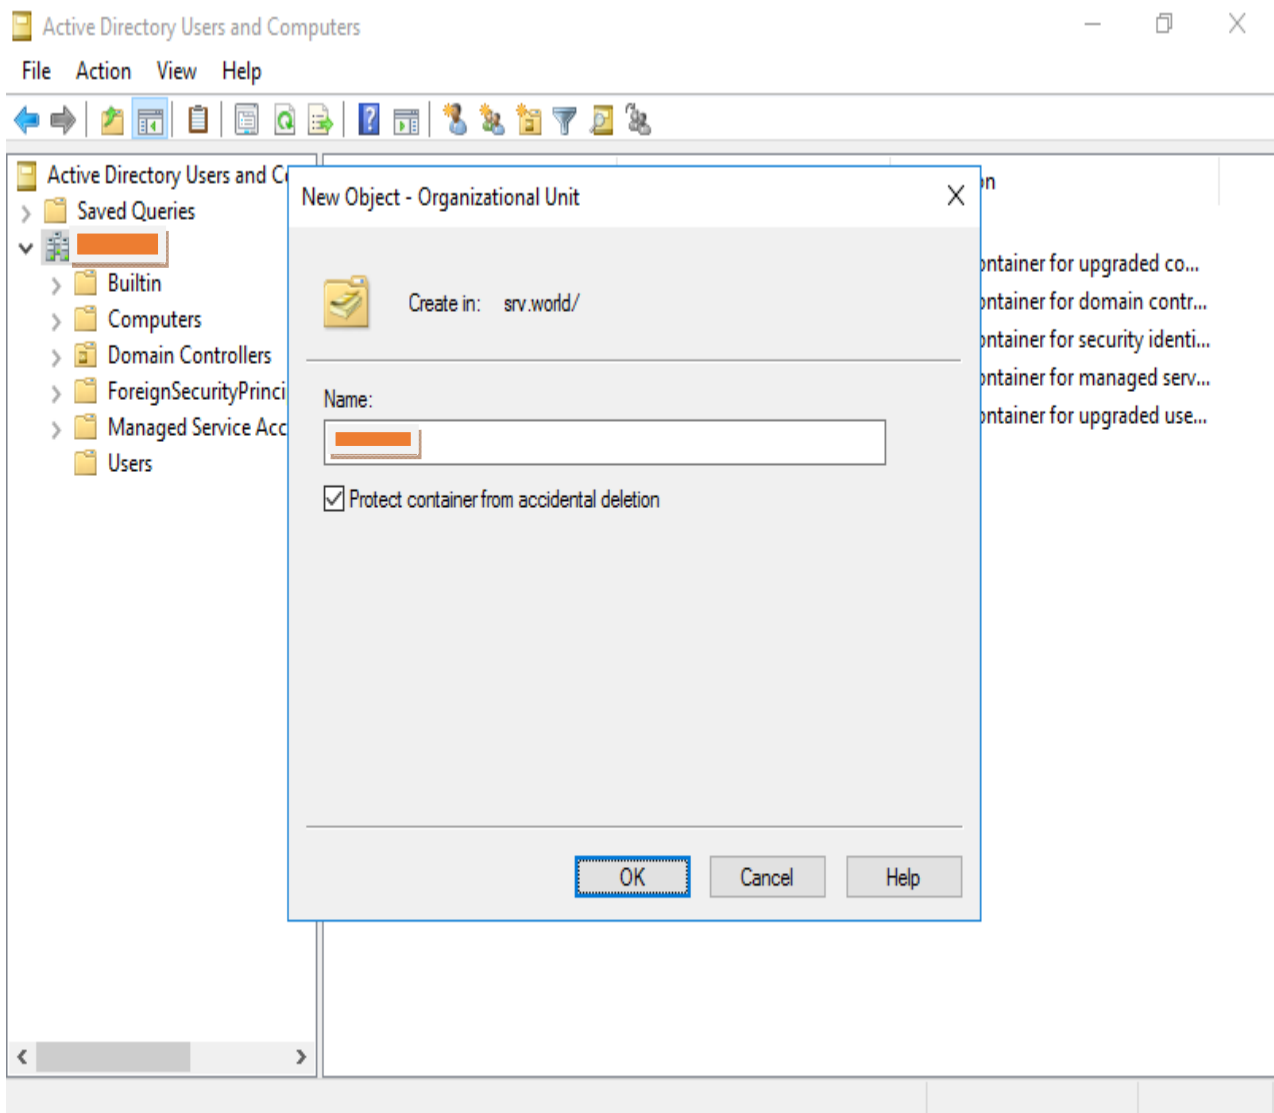 Active Directory Users and Computers
File Action View Help
Active Directory Users and C
Saved Queries
Builtin
Computers
Domain Controllers
ForeignSecurityPrinci
Managed Service Acc
Users
New Object - Organizational Unit
Create in: srv.world/
Name:
Protect container from accidental deletion
OK Cancel Help
on
ontainer for upgraded co...
ontainer for domain contr...
ontainer for security identi...
ontainer for managed serv...
ontainer for upgraded use...